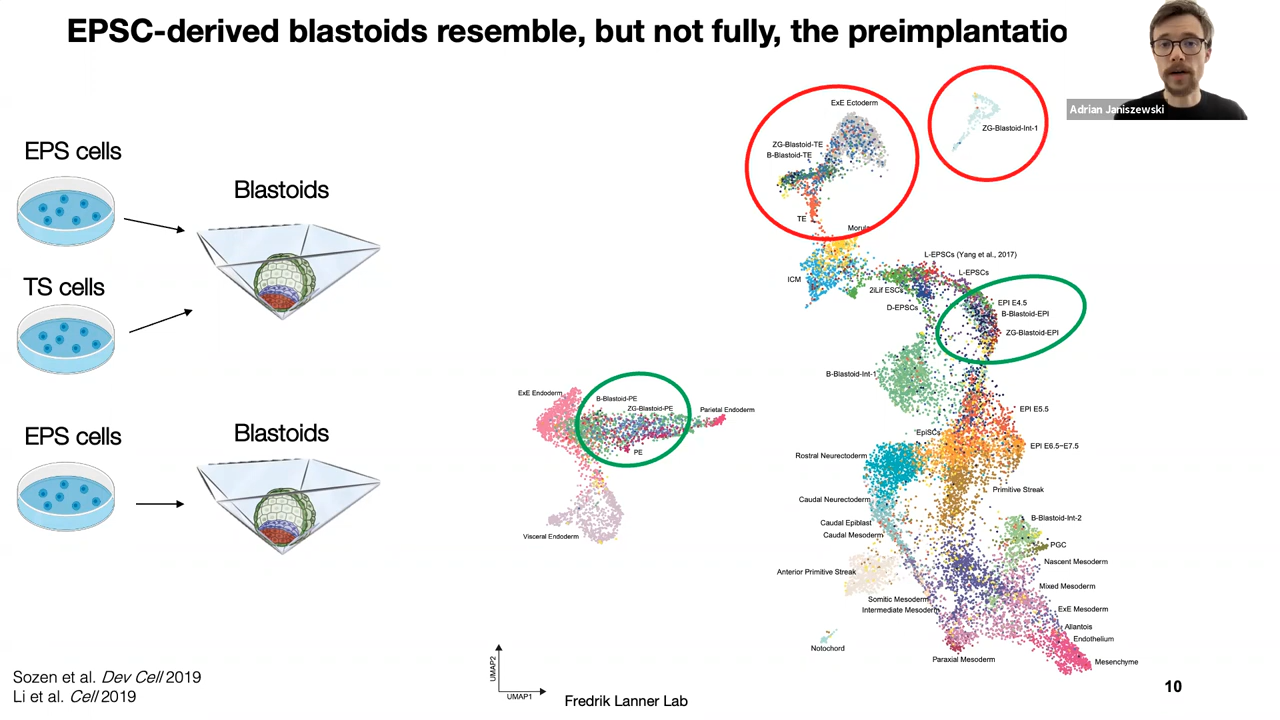 EPSC-derived blastoids resemble, but not fully, the preimplantatio
Adrian Janiszewski
EPS cells
Blastoids
TS cells
EPS cells
Blastoids
ExE Ectoderm
ZG-Blastoid-Int-1
ZG-Blastoid-TE
B-Blastoid-TE
TE
Morula
ICM
L-EPSCs (Yang et al., 2017)
L-EPSCs
2iLif ESCs
D-EPSCs
EPI E4.5
B-Blastoid-EPI
ZG-Blastoid-EPI
B-Blastoid-Int-1
ExE Endoderm
B-Blastoid-PE
ZG-Blastoid-PE
Parietal Endoderm
PE
EPI E5.5
EpiSCs
EPI E6.5–E7.5
Rostral Neurectoderm
Primitive Streak
Caudal Neurectoderm
Caudal Epiblast
Caudal Mesoderm
B-Blastoid-Int-2
PGC
Nascent Mesoderm
Visceral Endoderm
Anterior Primitive Streak
Mixed Mesoderm
Somitic Mesoderm
Intermediate Mesoderm
ExE Mesoderm
Allantois
Endothelium
Notochord
Paraxial Mesoderm
Mesenchyme
UMAP2
UMAP1
Fredrik Lanner Lab
Sozen et al. Dev Cell 2019
Li et al. Cell 2019
10